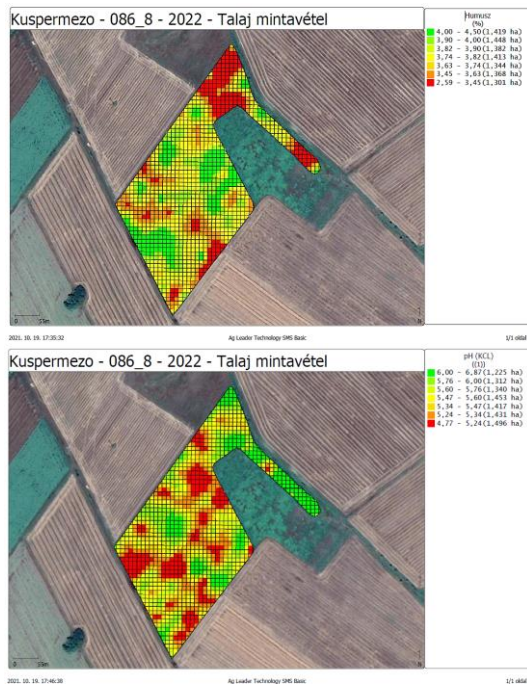 Kuspermezo - 086_8 - 2022 - Talaj mintavétel
Humusz
(%)
4,00 - 4,50 (1,419 ha)
3,90 - 4,00 (1,448 ha)
3,82 - 3,90 (1,382 ha)
3,74 - 3,82 (1,413 ha)
3,63 - 3,74 (1,344 ha)
3,45 - 3,63 (1,368 ha)
2,59 - 3,45 (1,301 ha)
2021. 10. 19. 17:35:32
Ag Leader Technology SMS Basic
1/1 oldal
Kuspermezo - 086_8 - 2022 - Talaj mintavétel
pH (KCL)
((1))
6,00 - 6,87 (1,225 ha)
5,76 - 6,00 (1,312 ha)
5,60 - 5,76 (1,340 ha)
5,47 - 5,60 (1,453 ha)
5,34 - 5,47 (1,417 ha)
5,24 - 5,34 (1,431 ha)
4,77 - 5,24 (1,496 ha)
2021. 10. 19. 17:46:38
Ag Leader Technology SMS Basic
1/1 oldal